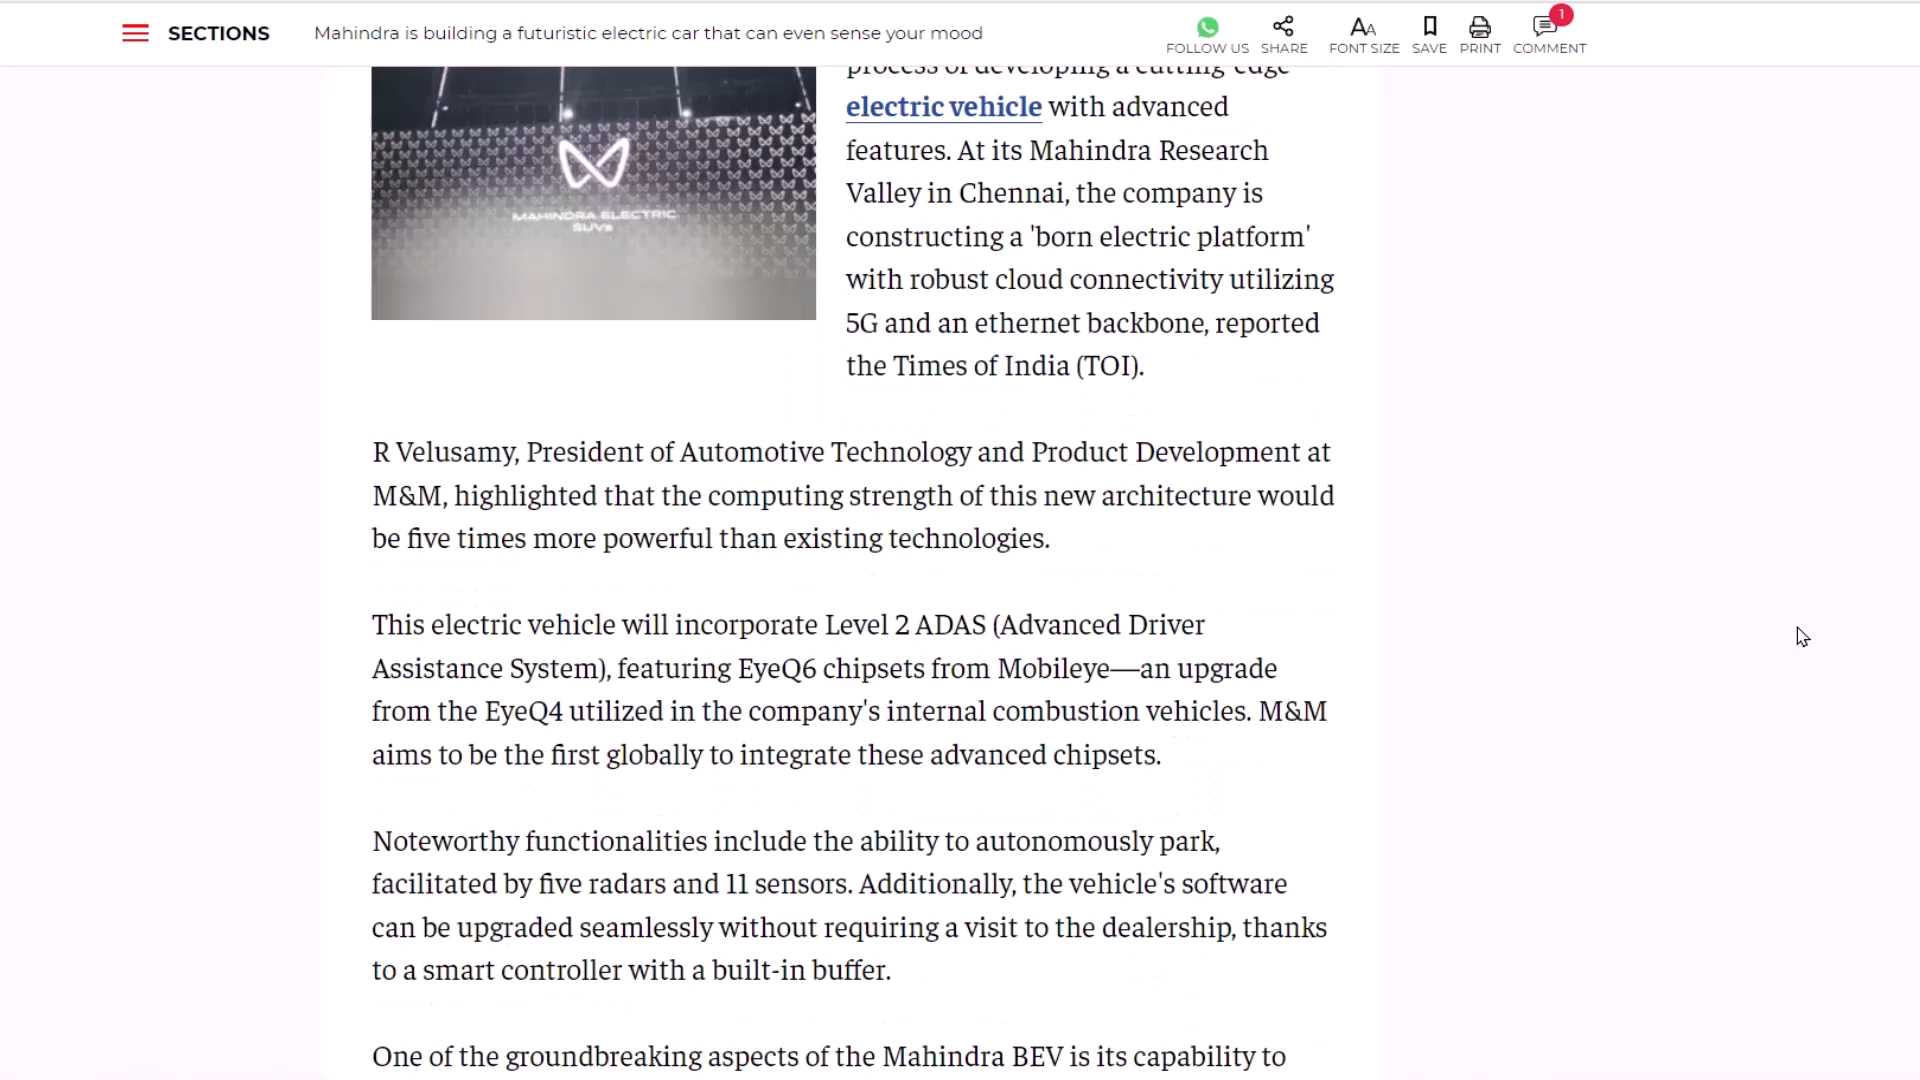 SECTIONS
Mahindra is building a futuristic electric car that can even sense your mood
FOLLOW US
SHARE
FONT SIZE
SAVE
PRINT
1
COMMENT
MAHINDRA ELECTRIC
SUVs
process of developing a cutting-edge
electric vehicle with advanced
features. At its Mahindra Research
Valley in Chennai, the company is
constructing a 'born electric platform'
with robust cloud connectivity utilizing
5G and an ethernet backbone, reported
the Times of India (TOI).
R Velusamy, President of Automotive Technology and Product Development at
M&M, highlighted that the computing strength of this new architecture would
be five times more powerful than existing technologies.
This electric vehicle will incorporate Level 2 ADAS (Advanced Driver
Assistance System), featuring EyeQ6 chipsets from Mobileye—an upgrade
from the EyeQ4 utilized in the company's internal combustion vehicles. M&M
aims to be the first globally to integrate these advanced chipsets.
Noteworthy functionalities include the ability to autonomously park,
facilitated by five radars and 11 sensors. Additionally, the vehicle's software
can be upgraded seamlessly without requiring a visit to the dealership, thanks
to a smart controller with a built-in buffer.
One of the groundbreaking aspects of the Mahindra BEV is its capability to